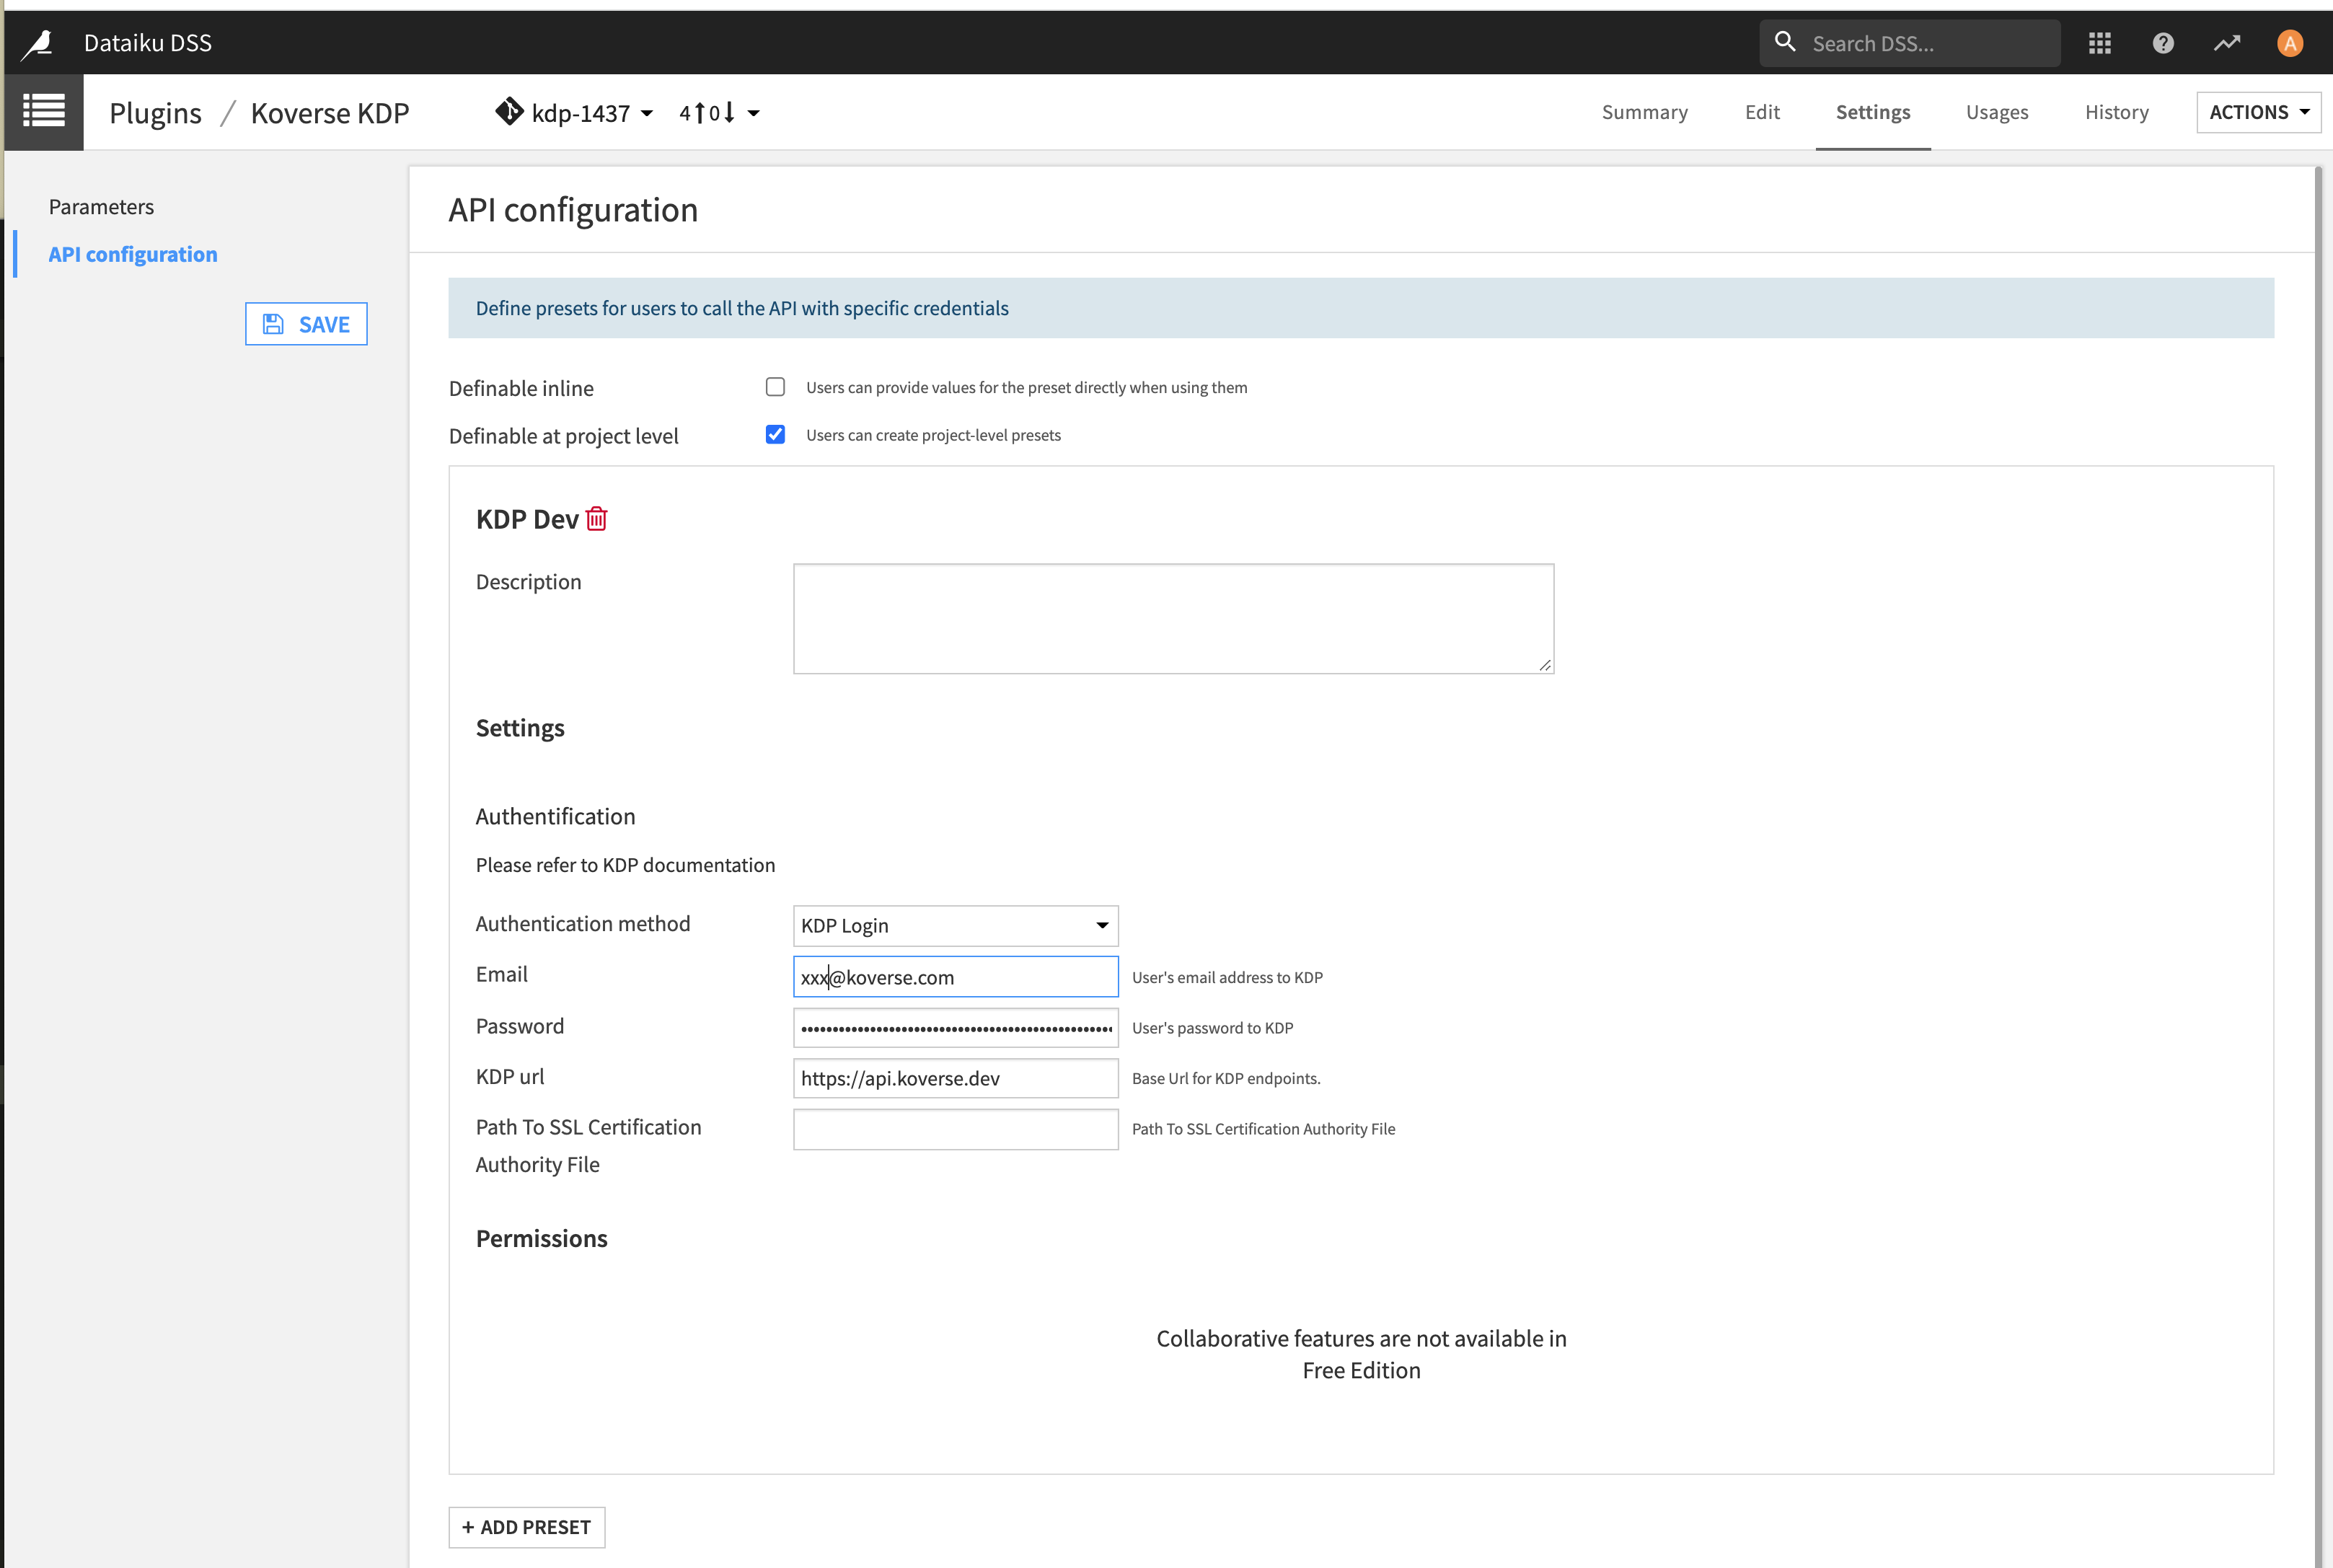 Dataiku DSS
Search DSS...
A
Plugins / Koverse KDP
kdp-1437
4 0
Summary
Edit
Settings
Usages
History
ACTIONS
Parameters
API configuration
SAVE
API configuration
Define presets for users to call the API with specific credentials
Definable inline
Users can provide values for the preset directly when using them
Definable at project level
Users can create project-level presets
KDP Dev
Description
Settings
Authentification
Please refer to KDP documentation
Authentication method
KDP Login
Email
xxx@koverse.com
User's email address to KDP
Password
User's password to KDP
KDP url
https://api.koverse.dev
Base Url for KDP endpoints.
Path To SSL Certification
Authority File
Path To SSL Certification Authority File
Permissions
Collaborative features are not available in
Free Edition
+ ADD PRESET